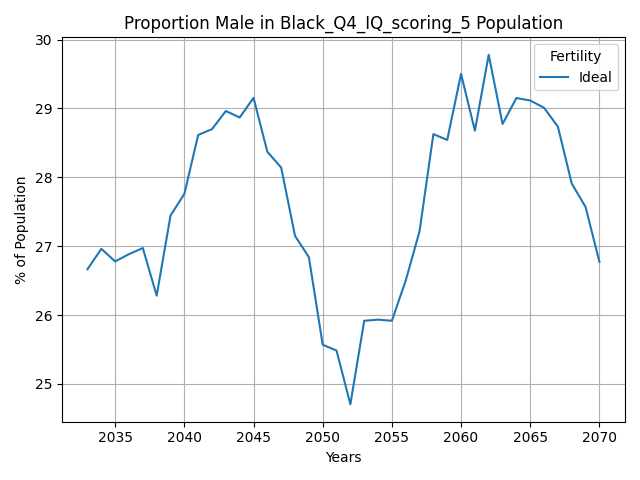 Proportion Male in Black_Q4_IQ_scoring_5 Population
30
29
28
27
26
25
% of Population
Fertility
Ideal
2035 2040 2045 2050 2055 2060 2065 2070
Years